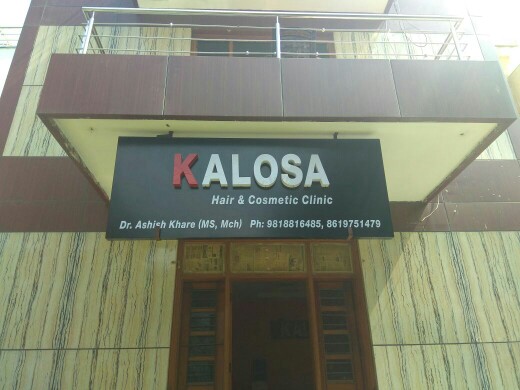 KALOSA
Hair & Cosmetic Clinic
Dr. Ashish Khare (MS, Mch) Ph: 9818816485, 8619751479